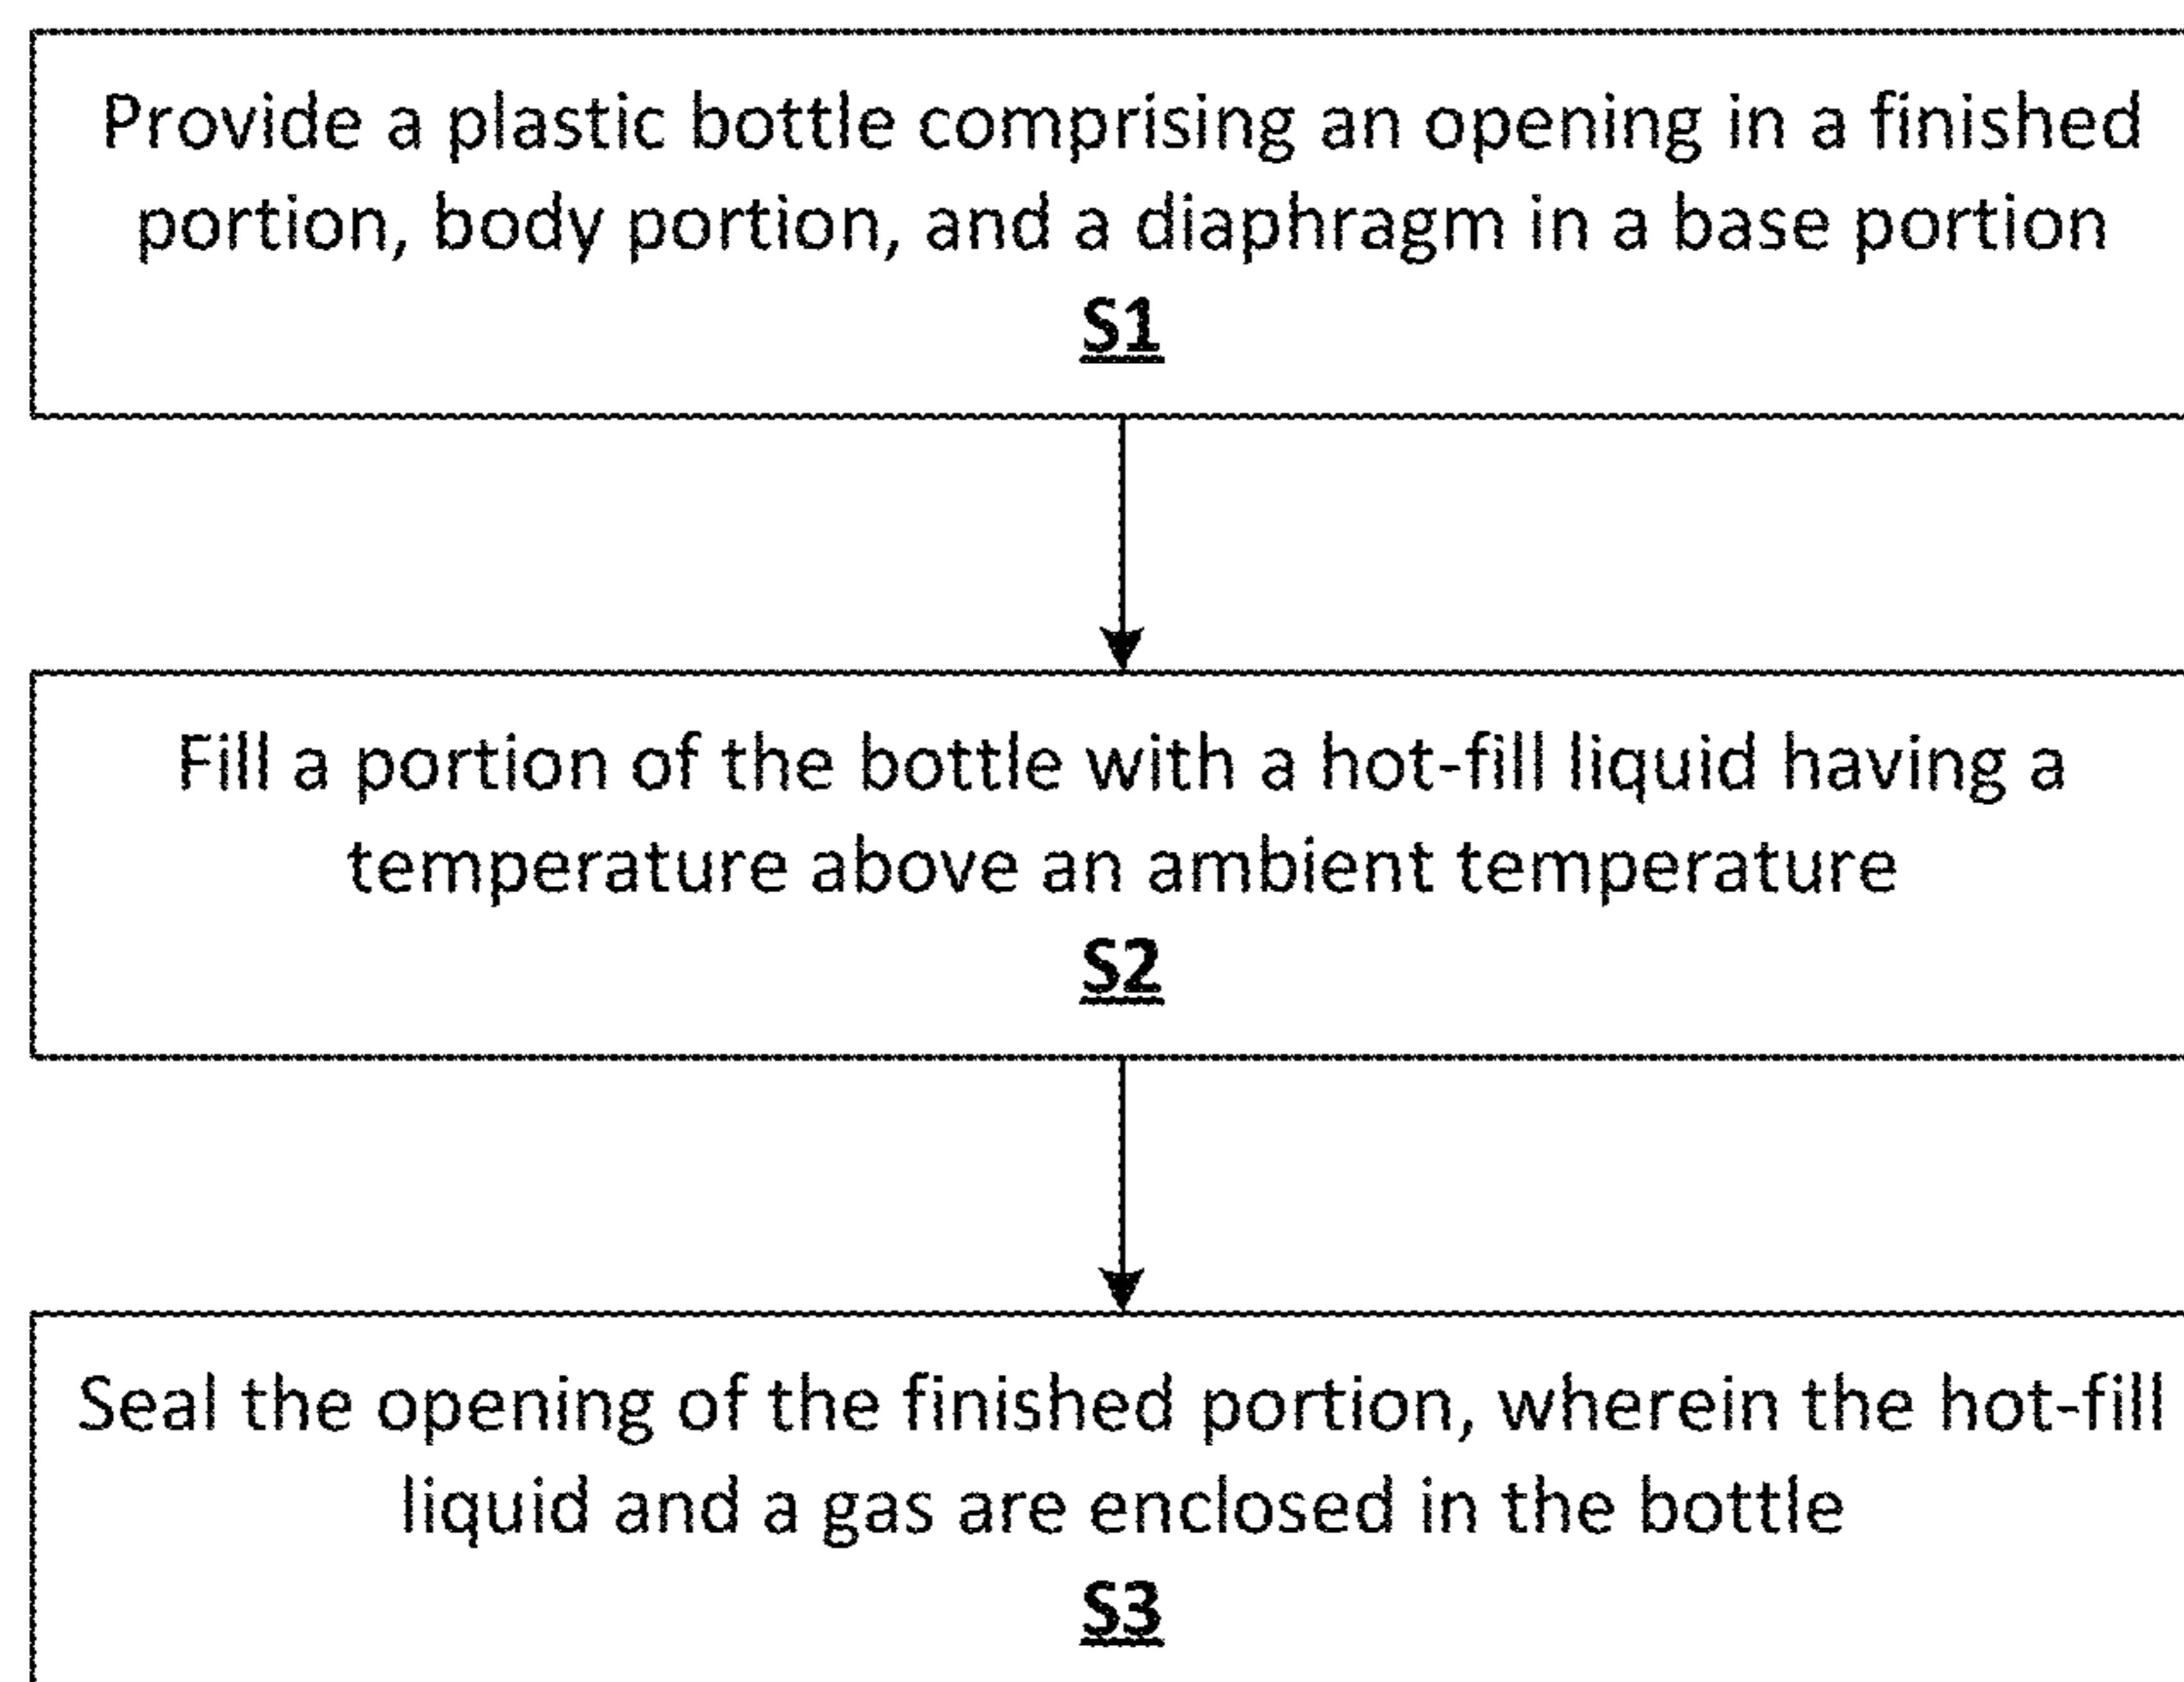 Provide a plastic bottle comprising an opening in a finished
portion, body portion, and a diaphragm in a base portion
S1
Fill a portion of the bottle with a hot-fill liquid having a
temperature above an ambient temperature
S2
Seal the opening of the finished portion, wherein the hot-fill
liquid and a gas are enclosed in the bottle
S3